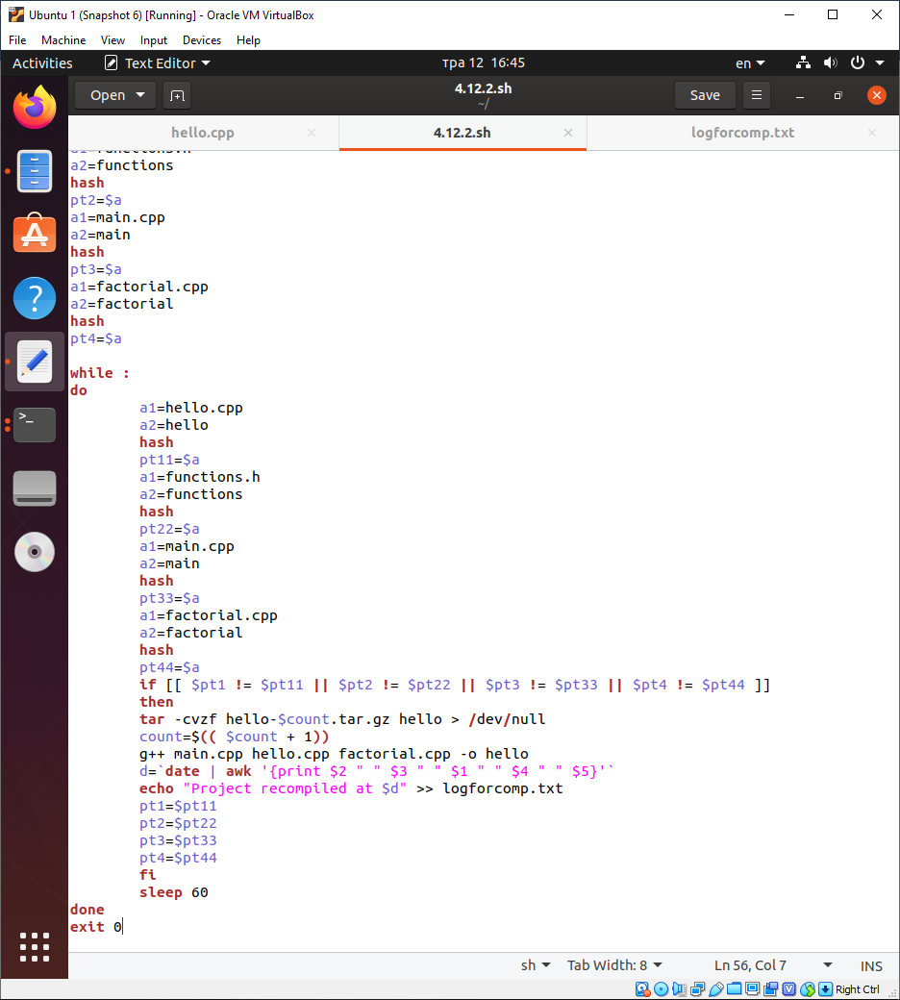 Ubuntu 1 (Snapshot 6) [Running] - Oracle VM VirtualBox
File Machine View Input Devices Help
Activities Text Editor тра 12 16:45 en
Open 4.12.2.sh Save
~/
hello.cpp 4.12.2.sh logforcomp.txt
a1=functions.h
a2=functions
hash
pt2=$a
a1=main.cpp
a2=main
hash
pt3=$a
a1=factorial.cpp
a2=factorial
hash
pt4=$a
while :
do
a1=hello.cpp
a2=hello
hash
pt11=$a
a1=functions.h
a2=functions
hash
pt22=$a
a1=main.cpp
a2=main
hash
pt33=$a
a1=factorial.cpp
a2=factorial
hash
pt44=$a
if [[ $pt1 != $pt11 || $pt2 != $pt22 || $pt3 != $pt33 || $pt4 != $pt44 ]]
then
tar -cvzf hello-$count.tar.gz hello > /dev/null
count=$(( $count + 1))
g++ main.cpp hello.cpp factorial.cpp -o hello
d=`date | awk '{print $2 " " $3 " " $1 " " $4 " " $5}'`
echo "Project recompiled at $d" >> logforcomp.txt
pt1=$pt11
pt2=$pt22
pt3=$pt33
pt4=$pt44
fi
sleep 60
done
exit 0
sh Tab Width: 8 Ln 56, Col 7 INS
Right Ctrl